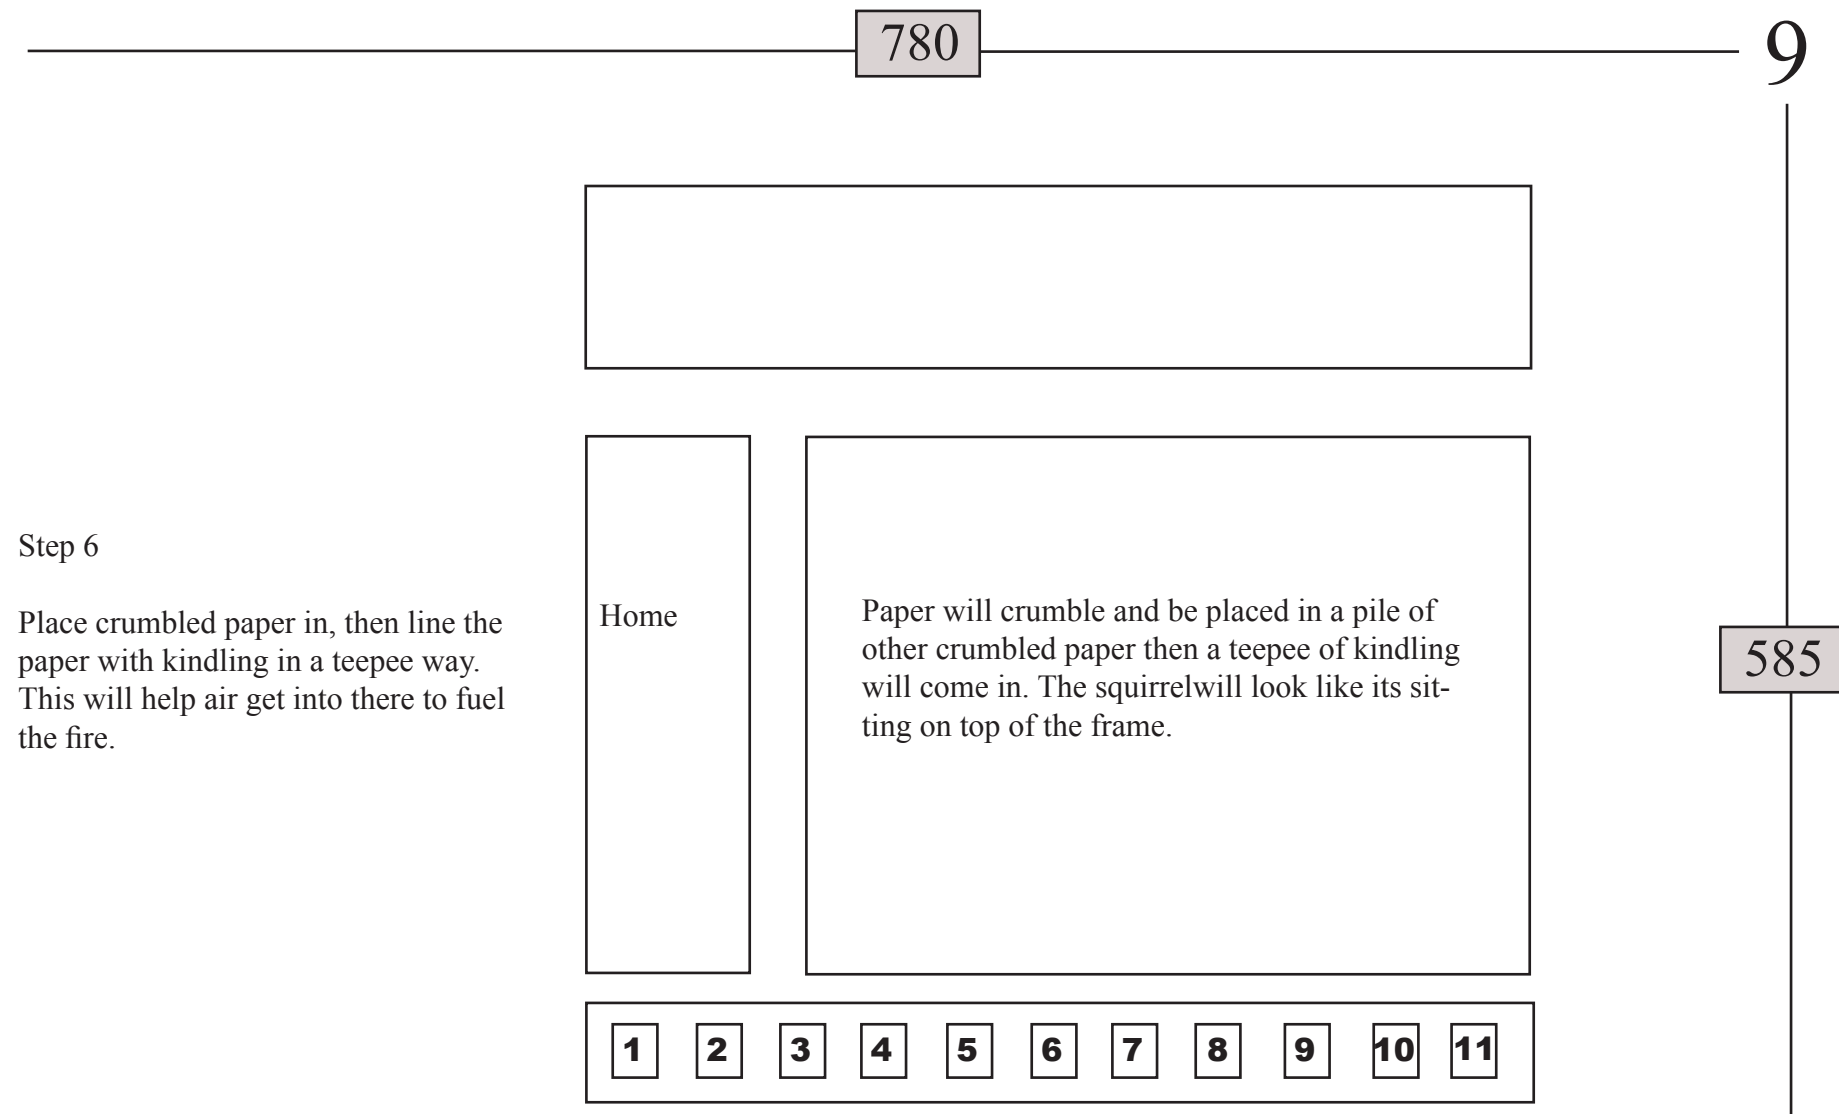 780
9
Step 6
Place crumbled paper in, then line the
paper with kindling in a teepee way.
This will help air get into there to fuel
the fire.
Home
Paper will crumble and be placed in a pile of
other crumbled paper then a teepee of kindling
will come in. The squirrelwill look like its sit-
ting on top of the frame.
585
1 2 3 4 5 6 7 8 9 10 11